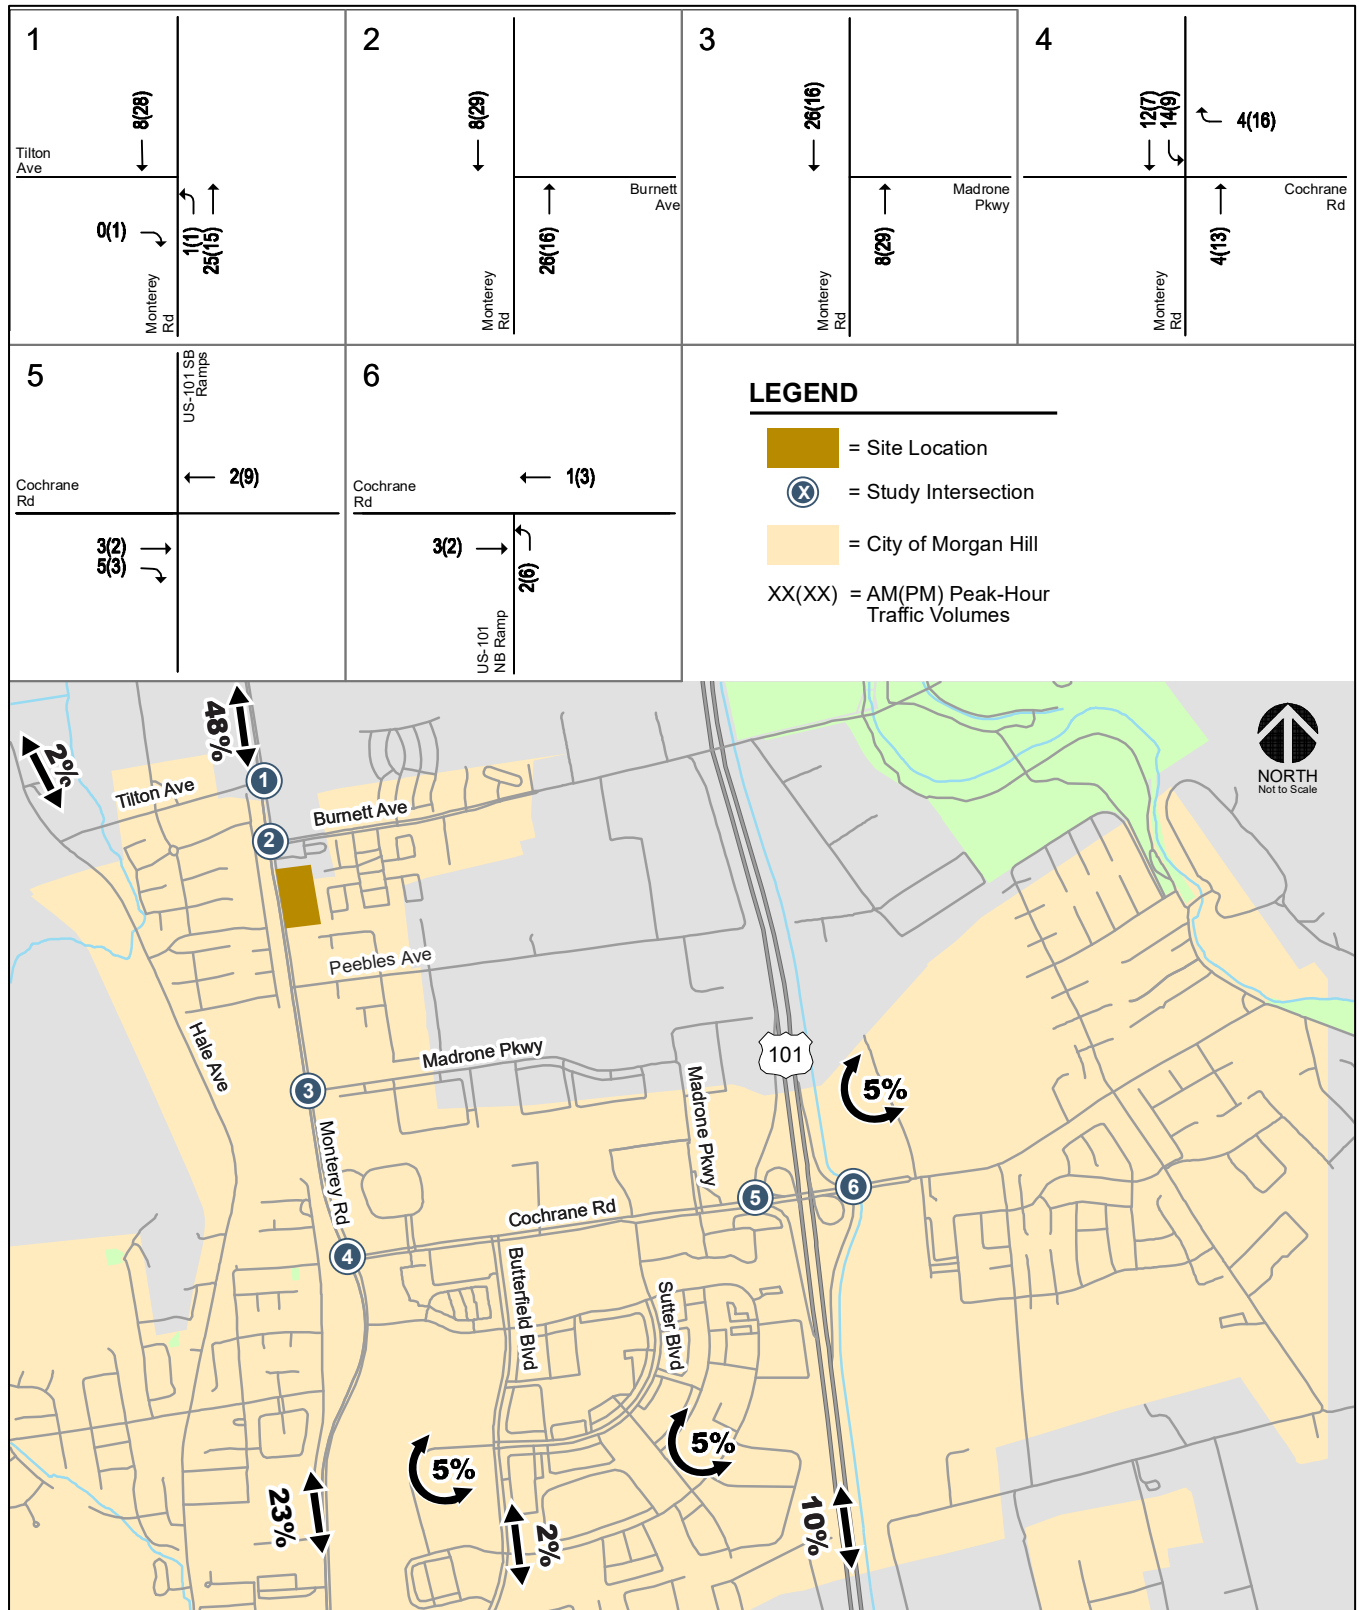 1
8(28)
Tilton
Ave
0(1)
1(1)
25(15)
Monterey
Rd
2
8(29)
Burnett
Ave
26(16)
Monterey
Rd
3
26(16)
Madrone
Pkwy
8(29)
Monterey
Rd
4
12(7)
14(9)
4(16)
Cochrane
Rd
4(13)
Monterey
Rd
5
US-101 SB
Ramps
2(9)
Cochrane
Rd
3(2)
5(3)
6
1(3)
Cochrane
Rd
3(2)
2(6)
US-101
NB Ramp
LEGEND
= Site Location
X = Study Intersection
= City of Morgan Hill
XX(XX) = AM(PM) Peak-Hour
Traffic Volumes
48%
2%
Tilton Ave
1
Burnett Ave
2
NORTH
Not to Scale
Peebles Ave
Hale Ave
Madrone Pkwy
101
3
Madrone Pkwy
5%
Monterey Rd
Cochrane Rd
5
6
4
Butterfield Blvd
Sutter Blvd
5%
5%
23%
2%
10%